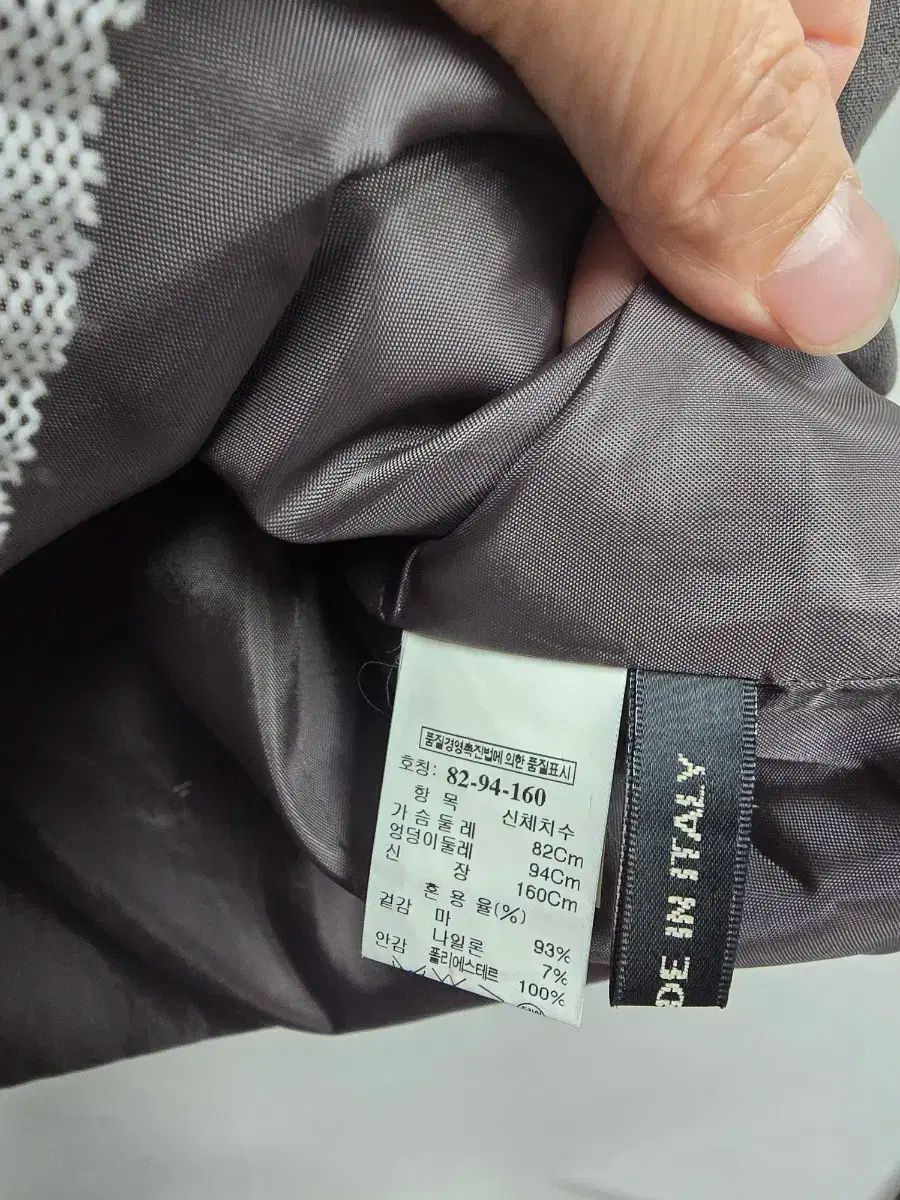 품질경영촉진법에 의한 품질표시
호칭: 82-94-160
항 목 신체치수
가슴둘레 82Cm
엉덩이둘레 94Cm
신 장 160Cm
혼 용 율(%)
겉감 마 93%
나일론 7%
안감 폴리에스테르 100%
DE IN ITALY